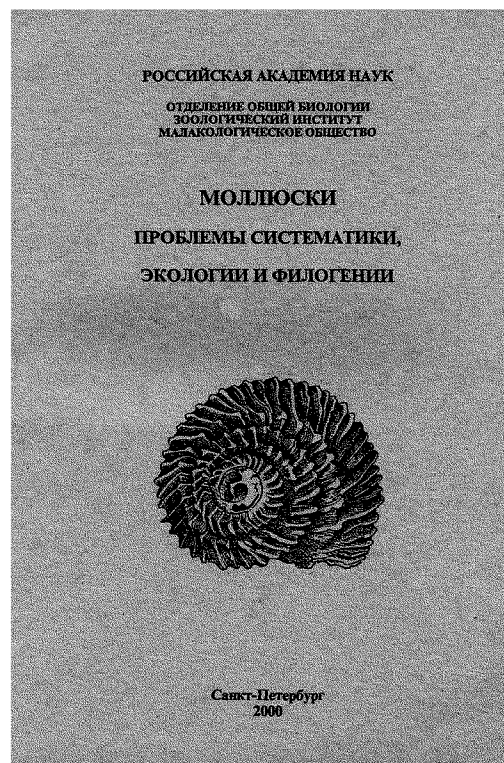 РОССИЙСКАЯ АКАДЕМИЯ НАУК
ОТДЕЛЕНИЕ ОБЩЕЙ БИОЛОГИИ
ЗООЛОГИЧЕСКИЙ ИНСТИТУТ
МАЛАКОЛОГИЧЕСКОЕ ОБЩЕСТВО
МОЛЛЮСКИ
ПРОБЛЕМЫ СИСТЕМАТИКИ,
ЭКОЛОГИИ И ФИЛОГЕНИИ
Санкт-Петербург
2000